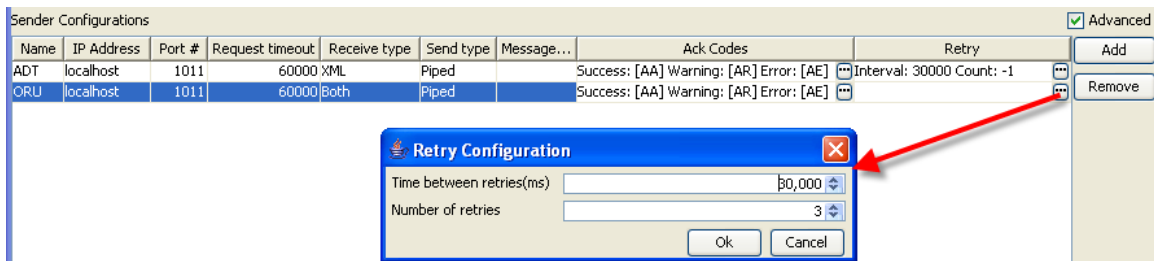 Sender Configurations Advanced
Name IP Address Port # Request timeout Receive type Send type Message... Ack Codes Retry Add
ADT localhost 1011 60000 XML Piped Success: [AA] Warning: [AR] Error: [AE] Interval: 30000 Count: -1
ORU localhost 1011 60000 Both Piped Success: [AA] Warning: [AR] Error: [AE] Remove
Retry Configuration
Time between retries(ms) 30,000
Number of retries 3
Ok Cancel